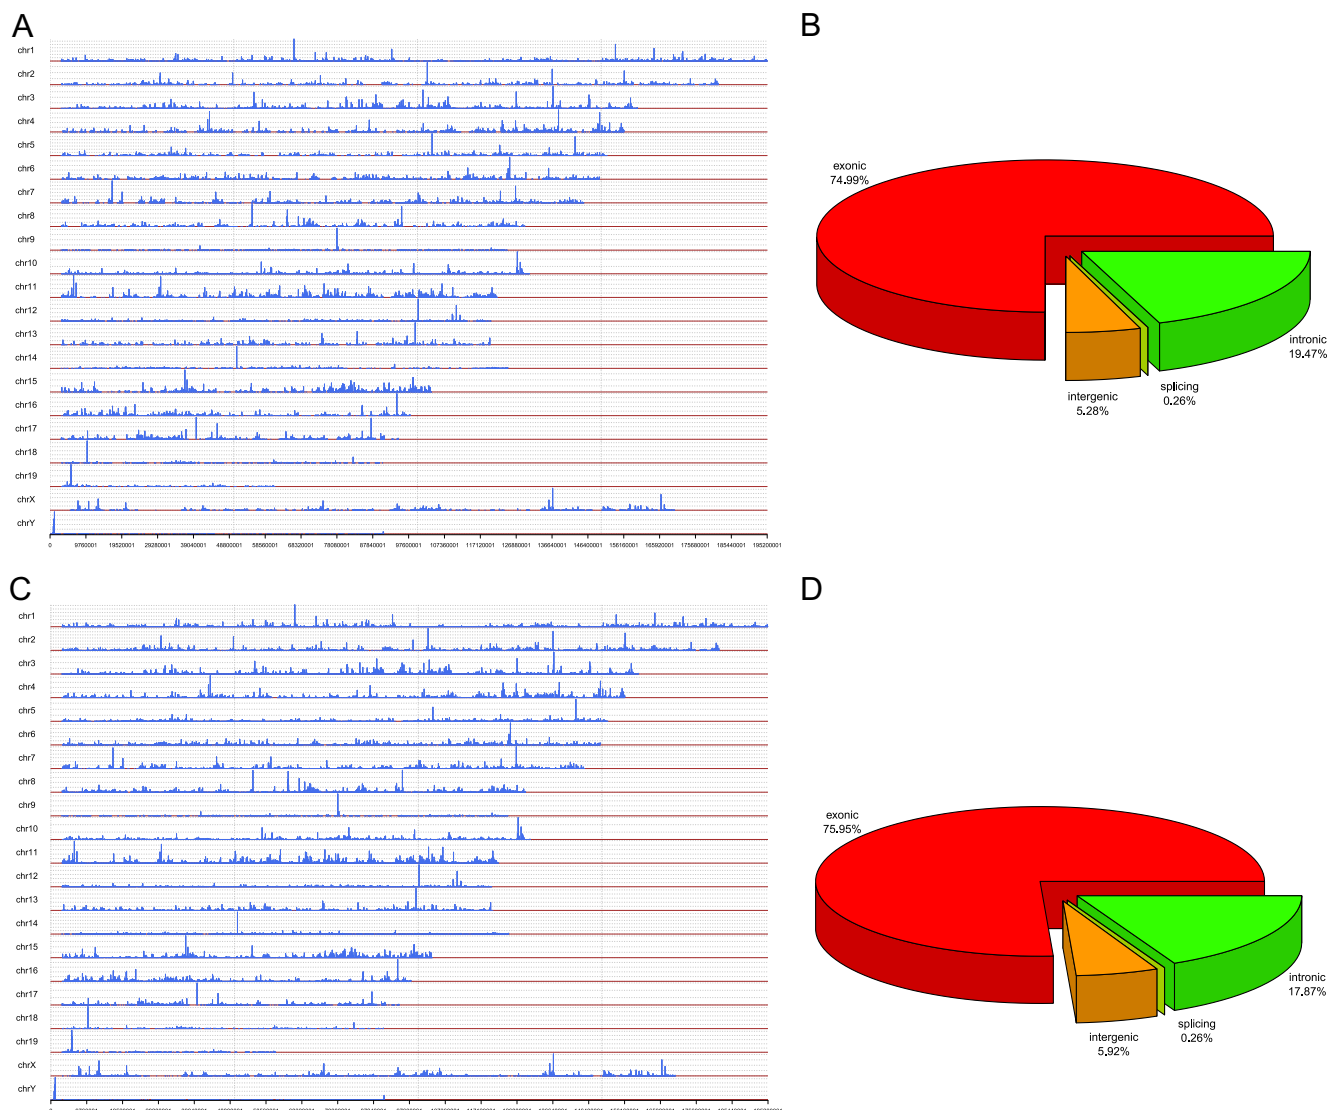 A
chr1
chr2
chr3
chr4
chr5
chr6
chr7
chr8
chr9
chr10
chr11
chr12
chr13
chr14
chr15
chr16
chr17
chr18
chr19
chrX
chrY
0 9760001 19520001 29280001 39040001 48800001 58560001 68320001 78080001 87840001 97600001 107360001 117120001 126880001 136640001 146400001 156160001 165920001 175680001 185440001 195200001
B
exonic
74.99%
intronic
19.47%
splicing
0.26%
intergenic
5.28%
C
chr1
chr2
chr3
chr4
chr5
chr6
chr7
chr8
chr9
chr10
chr11
chr12
chr13
chr14
chr15
chr16
chr17
chr18
chr19
chrX
chrY
D
exonic
75.95%
intronic
17.87%
splicing
0.26%
intergenic
5.92%